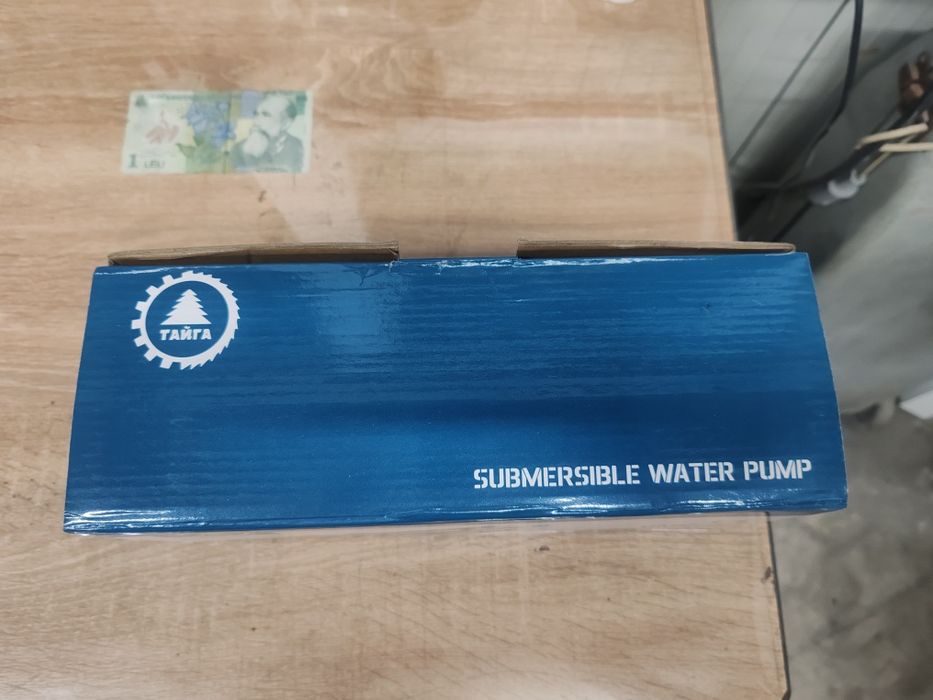 1 LEU
ТАЙГА
SUBMERSIBLE WATER PUMP